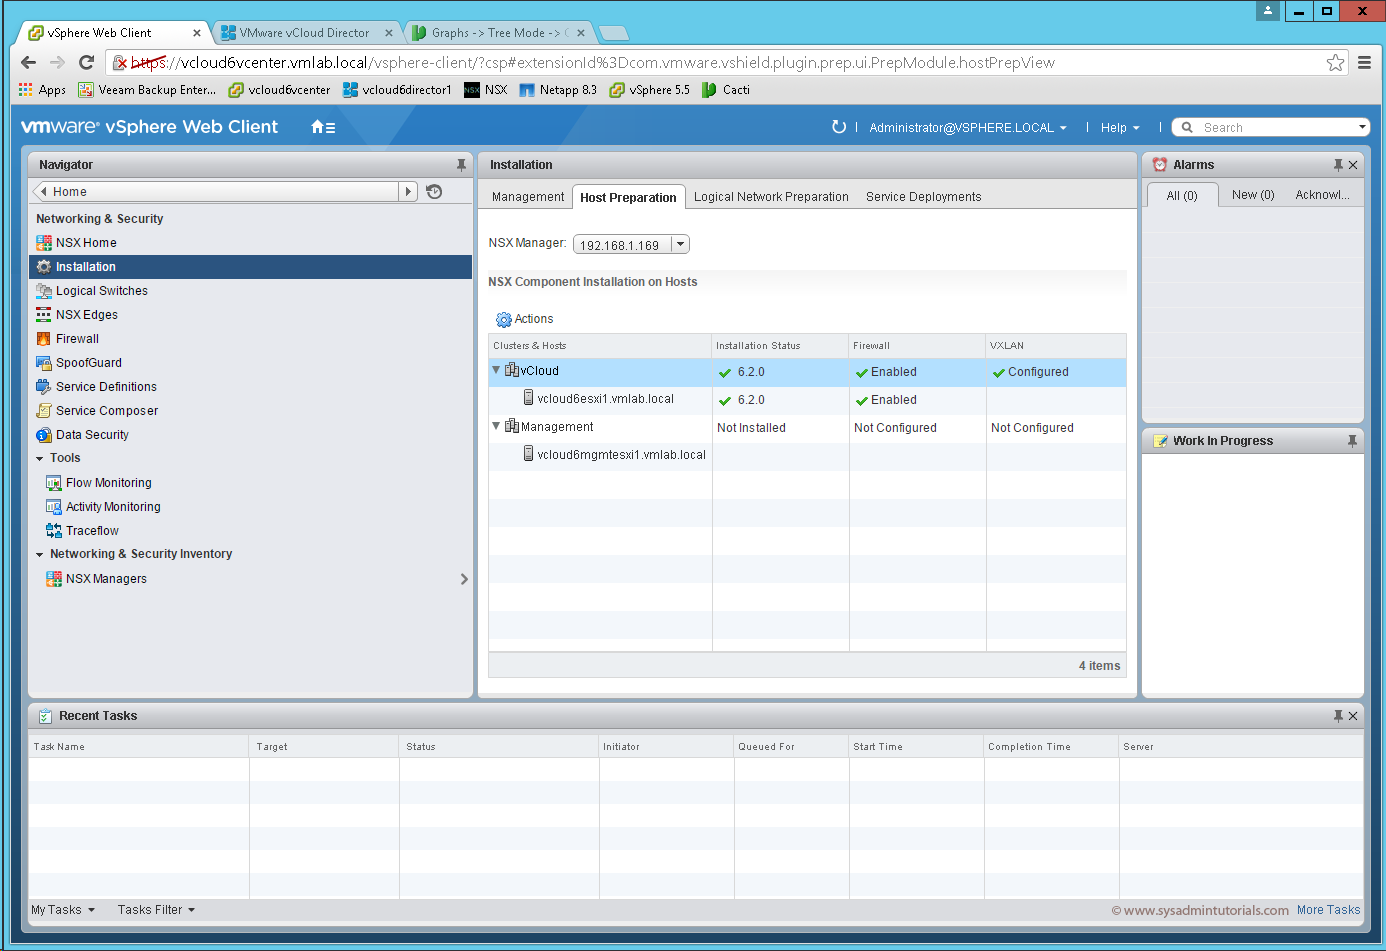 vSphere Web Client
VMware vCloud Director
Graphs -> Tree Mode ->
https://vcloud6vcenter.vmlab.local/vsphere-client/?csp#extensionId%3Dcom.vmware.vshield.plugin.prep.ui.PrepModule.hostPrepView
Apps Veeam Backup Enter... vcloud6vcenter vcloud6director1 NSX NSX Netapp 8.3 vSphere 5.5 Cacti
vmware® vSphere Web Client
Administrator@VSPHERE.LOCAL | Help | Search
Navigator
Home
Networking & Security
NSX Home
Installation
Logical Switches
NSX Edges
Firewall
SpoofGuard
Service Definitions
Service Composer
Data Security
Tools
Flow Monitoring
Activity Monitoring
Traceflow
Networking & Security Inventory
NSX Managers
Installation
Management Host Preparation Logical Network Preparation Service Deployments
NSX Manager: 192.168.1.169
NSX Component Installation on Hosts
Actions
Clusters & Hosts Installation Status Firewall VXLAN
vCloud 6.2.0 Enabled Configured
vcloud6esxi1.vmlab.local 6.2.0 Enabled
Management Not Installed Not Configured Not Configured
vcloud6mgmtesxi1.vmlab.local
4 items
Alarms
All (0) New (0) Acknowl...
Work In Progress
Recent Tasks
Task Name Target Status Initiator Queued For Start Time Completion Time Server
My Tasks Tasks Filter
© www.sysadmintutorials.com More Tasks